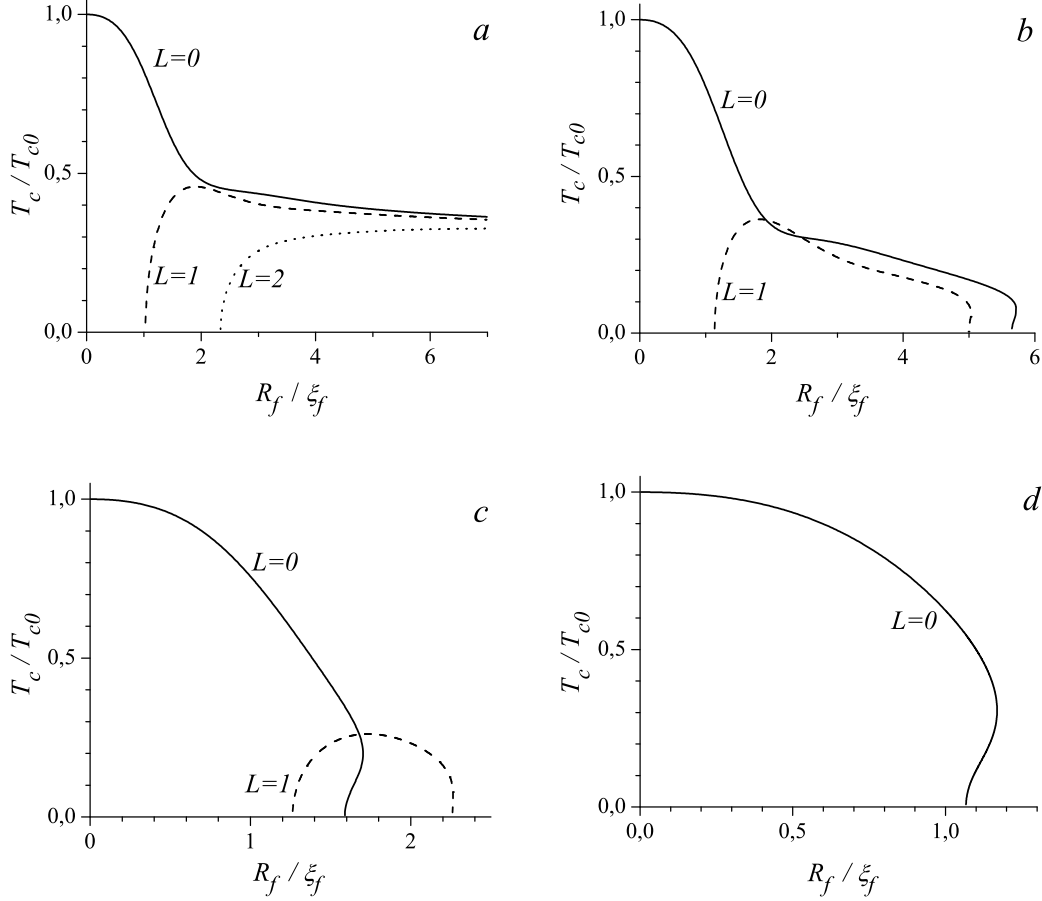 a
1,0
L=0
T_c / T_c0
0,5
L=1
L=2
0,0
0
2
4
6
R_f / ξ_f
b
1,0
L=0
T_c / T_c0
0,5
L=1
0,0
0
2
4
6
R_f / ξ_f
c
1,0
L=0
T_c / T_c0
0,5
L=1
0,0
0
1
2
R_f / ξ_f
d
1,0
L=0
T_c / T_c0
0,5
0,0
0,0
0,5
1,0
R_f / ξ_f